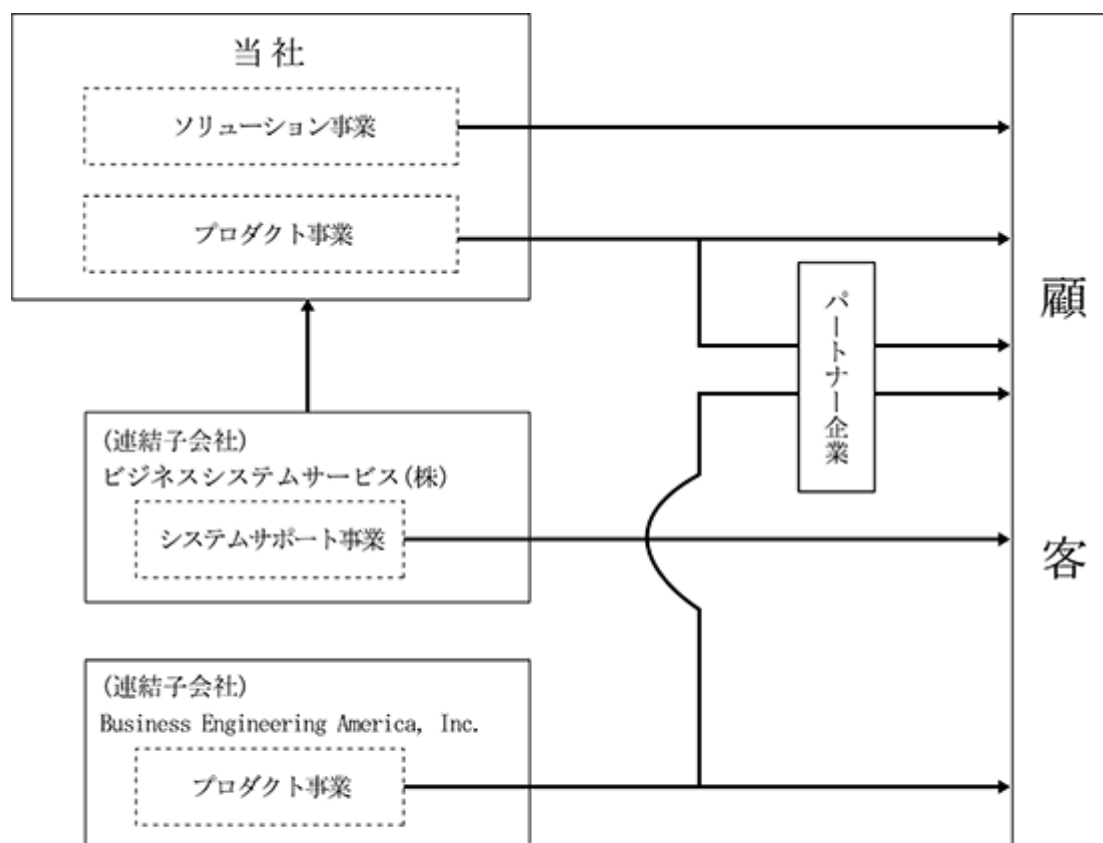 当 社
ソリューション事業
プロダクト事業
パートナー企業
(連結子会社)
ビジネスシステムサービス(株)
システムサポート事業
(連結子会社)
Business Engineering America, Inc.
プロダクト事業
顧客